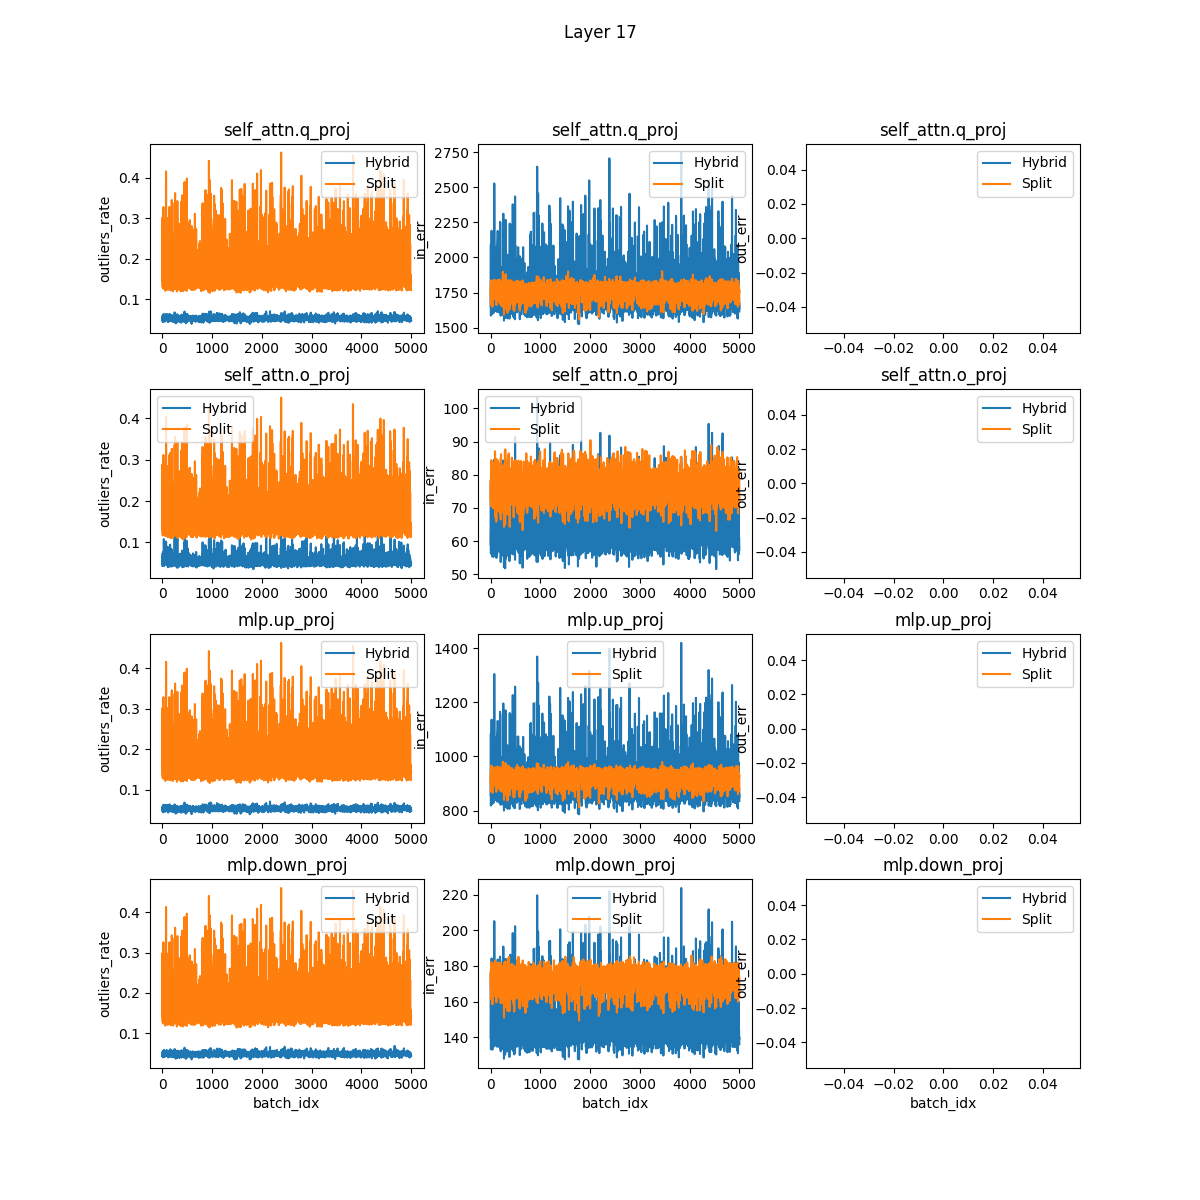 Layer 17
self_attn.q_proj
self_attn.q_proj
self_attn.q_proj
outliers_rate
0.4
0.3
0.2
0.1
0 1000 2000 3000 4000 5000
Hybrid
Split
in_err
2750
2500
2250
2000
1750
1500
0 1000 2000 3000 4000 5000
Hybrid
Split
out_err
0.04
0.02
0.00
−0.02
−0.04
−0.04 −0.02 0.00 0.02 0.04
Hybrid
Split
self_attn.o_proj
self_attn.o_proj
self_attn.o_proj
outliers_rate
0.4
0.3
0.2
0.1
0 1000 2000 3000 4000 5000
Hybrid
Split
in_err
100
90
80
70
60
50
0 1000 2000 3000 4000 5000
Hybrid
Split
out_err
0.04
0.02
0.00
−0.02
−0.04
−0.04 −0.02 0.00 0.02 0.04
Hybrid
Split
mlp.up_proj
mlp.up_proj
mlp.up_proj
outliers_rate
0.4
0.3
0.2
0.1
0 1000 2000 3000 4000 5000
Hybrid
Split
in_err
1400
1200
1000
800
0 1000 2000 3000 4000 5000
Hybrid
Split
out_err
0.04
0.02
0.00
−0.02
−0.04
−0.04 −0.02 0.00 0.02 0.04
Hybrid
Split
mlp.down_proj
mlp.down_proj
mlp.down_proj
outliers_rate
0.4
0.3
0.2
0.1
0 1000 2000 3000 4000 5000
batch_idx
Hybrid
Split
in_err
220
200
180
160
140
0 1000 2000 3000 4000 5000
batch_idx
Hybrid
Split
out_err
0.04
0.02
0.00
−0.02
−0.04
−0.04 −0.02 0.00 0.02 0.04
batch_idx
Hybrid
Split